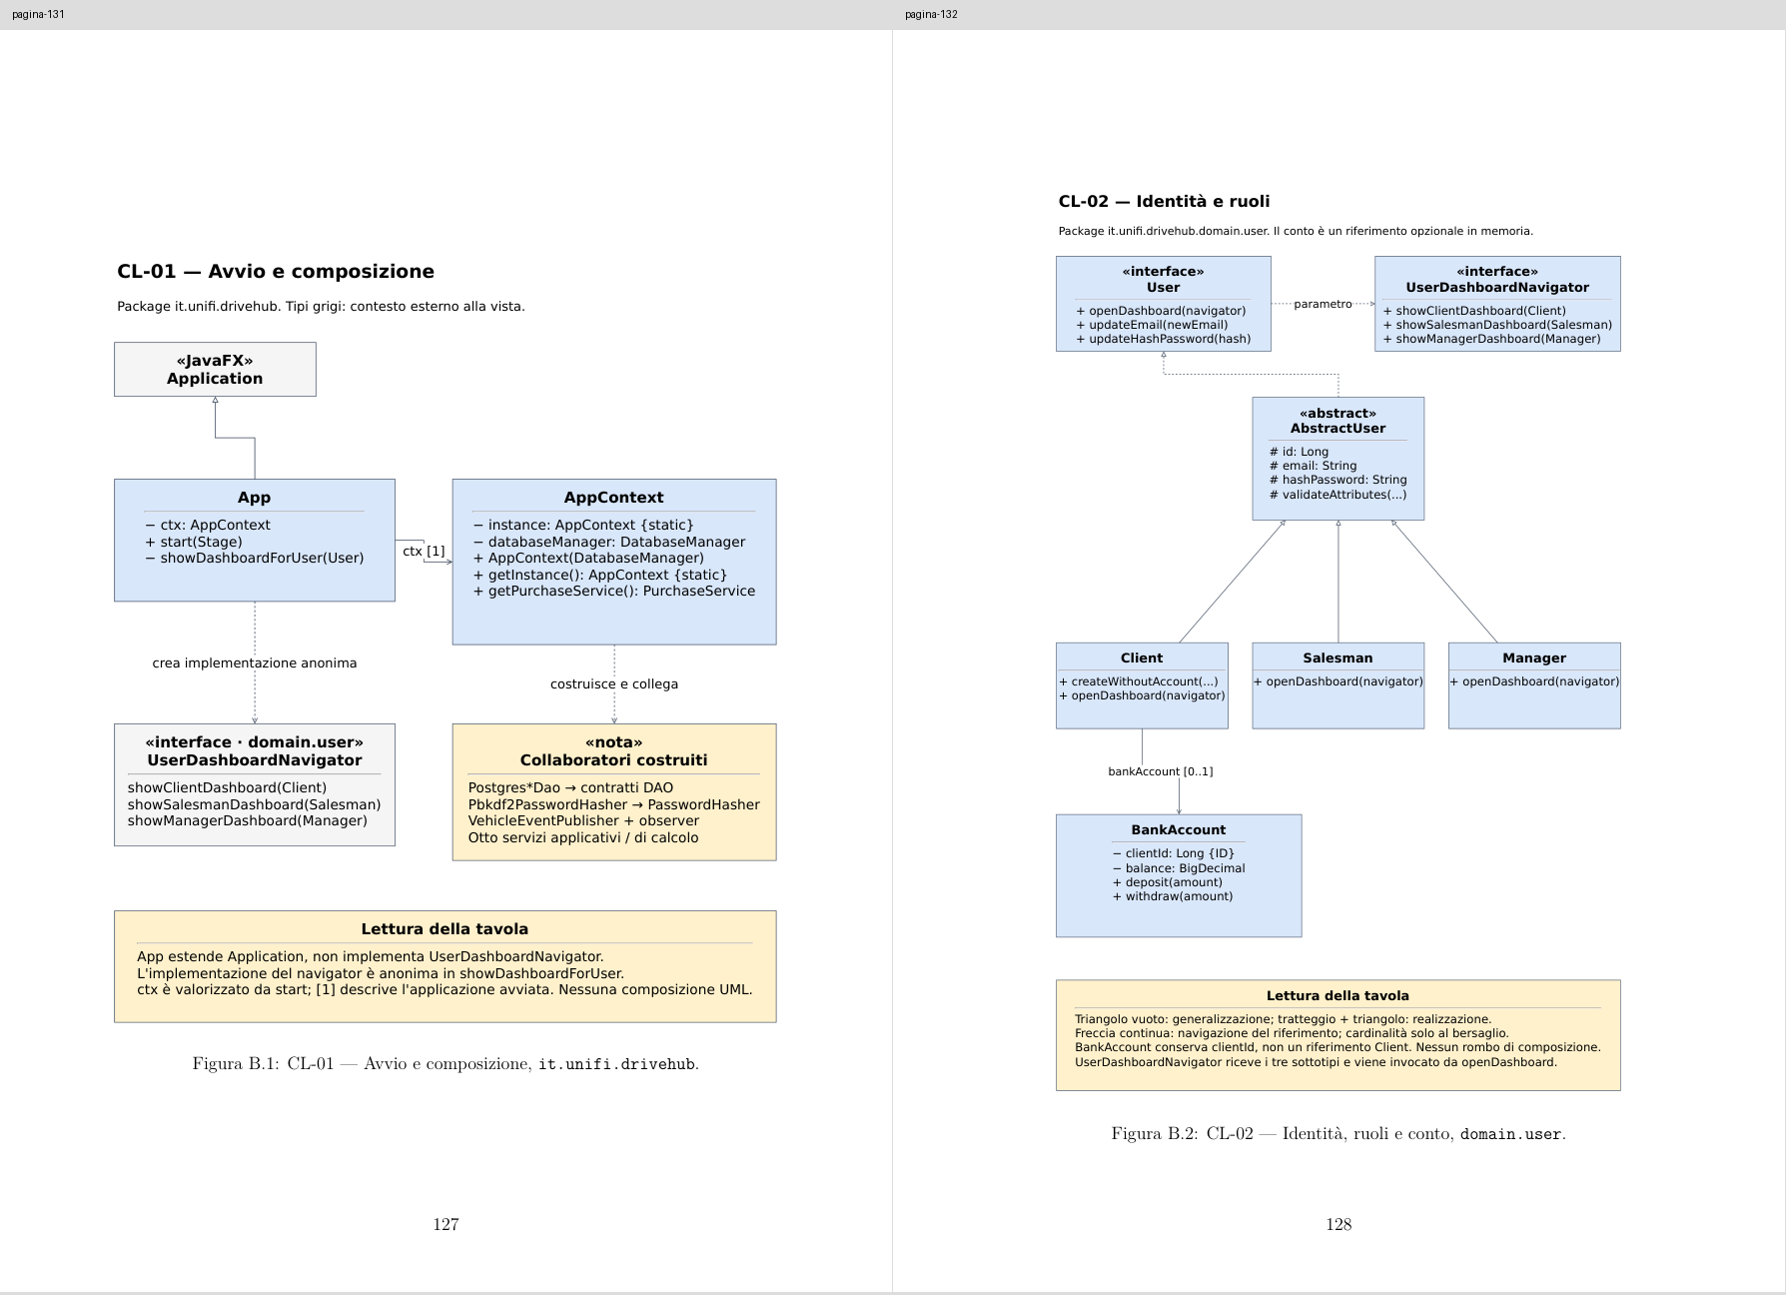 pagina-131
CL-01 — Avvio e composizione
Package it.unifi.drivehub. Tipi grigi: contesto esterno alla vista.
«JavaFX»
Application
App
− ctx: AppContext
+ start(Stage)
− showDashboardForUser(User)
ctx [1]
AppContext
− instance: AppContext {static}
− databaseManager: DatabaseManager
+ AppContext(DatabaseManager)
+ getInstance(): AppContext {static}
+ getPurchaseService(): PurchaseService
crea implementazione anonima
costruisce e collega
«interface · domain.user»
UserDashboardNavigator
showClientDashboard(Client)
showSalesmanDashboard(Salesman)
showManagerDashboard(Manager)
«nota»
Collaboratori costruiti
Postgres*Dao → contratti DAO
Pbkdf2PasswordHasher → PasswordHasher
VehicleEventPublisher + observer
Otto servizi applicativi / di calcolo
Lettura della tavola
App estende Application, non implementa UserDashboardNavigator.
L'implementazione del navigator è anonima in showDashboardForUser.
ctx è valorizzato da start; [1] descrive l'applicazione avviata. Nessuna composizione UML.
Figura B.1: CL-01 — Avvio e composizione, it.unifi.drivehub.
127
pagina-132
CL-02 — Identità e ruoli
Package it.unifi.drivehub.domain.user. Il conto è un riferimento opzionale in memoria.
«interface»
User
+ openDashboard(navigator)
+ updateEmail(newEmail)
+ updateHashPassword(hash)
parametro
«interface»
UserDashboardNavigator
+ showClientDashboard(Client)
+ showSalesmanDashboard(Salesman)
+ showManagerDashboard(Manager)
«abstract»
AbstractUser
# id: Long
# email: String
# hashPassword: String
# validateAttributes(...)
Client
+ createWithoutAccount(...)
+ openDashboard(navigator)
Salesman
+ openDashboard(navigator)
Manager
+ openDashboard(navigator)
bankAccount [0..1]
BankAccount
− clientId: Long {ID}
− balance: BigDecimal
+ deposit(amount)
+ withdraw(amount)
Lettura della tavola
Triangolo vuoto: generalizzazione; tratteggio + triangolo: realizzazione.
Freccia continua: navigazione del riferimento; cardinalità solo al bersaglio.
BankAccount conserva clientId, non un riferimento Client. Nessun rombo di composizione.
UserDashboardNavigator riceve i tre sottotipi e viene invocato da openDashboard.
Figura B.2: CL-02 — Identità, ruoli e conto, domain.user.
128